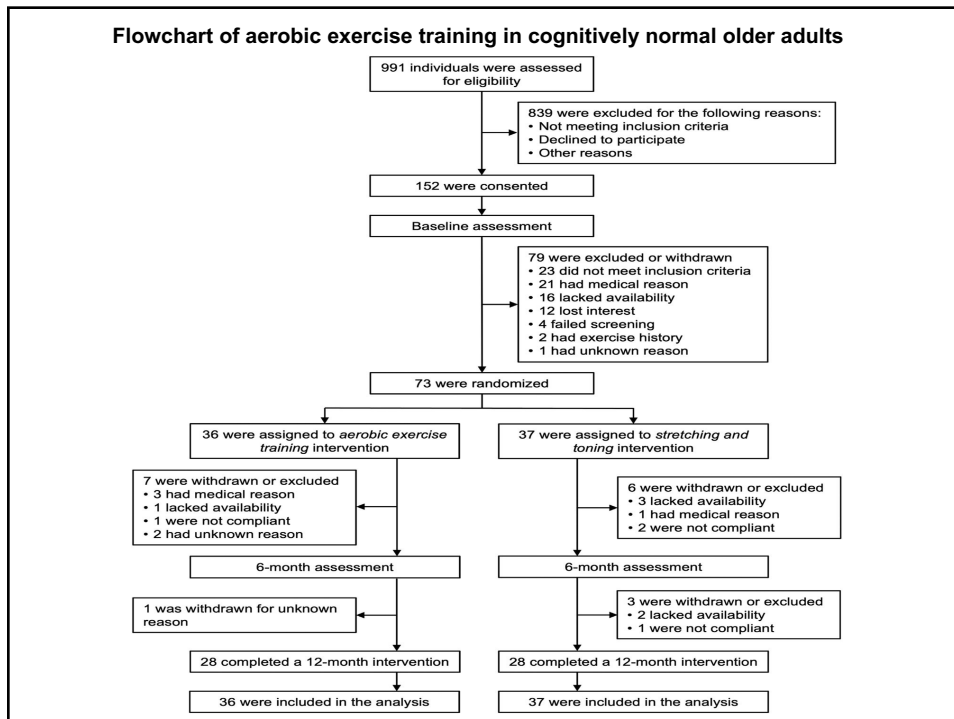 Flowchart of aerobic exercise training in cognitively normal older adults
991 individuals were assessed
for eligibility
839 were excluded for the following reasons:
• Not meeting inclusion criteria
• Declined to participate
• Other reasons
152 were consented
Baseline assessment
79 were excluded or withdrawn
• 23 did not meet inclusion criteria
• 21 had medical reason
• 16 lacked availability
• 12 lost interest
• 4 failed screening
• 2 had exercise history
• 1 had unknown reason
73 were randomized
36 were assigned to aerobic exercise
training intervention
37 were assigned to stretching and
toning intervention
7 were withdrawn or excluded
• 3 had medical reason
• 1 lacked availability
• 1 were not compliant
• 2 had unknown reason
6 were withdrawn or excluded
• 3 lacked availability
• 1 had medical reason
• 2 were not compliant
6-month assessment
6-month assessment
1 was withdrawn for unknown
reason
3 were withdrawn or excluded
• 2 lacked availability
• 1 were not compliant
28 completed a 12-month intervention
28 completed a 12-month intervention
36 were included in the analysis
37 were included in the analysis